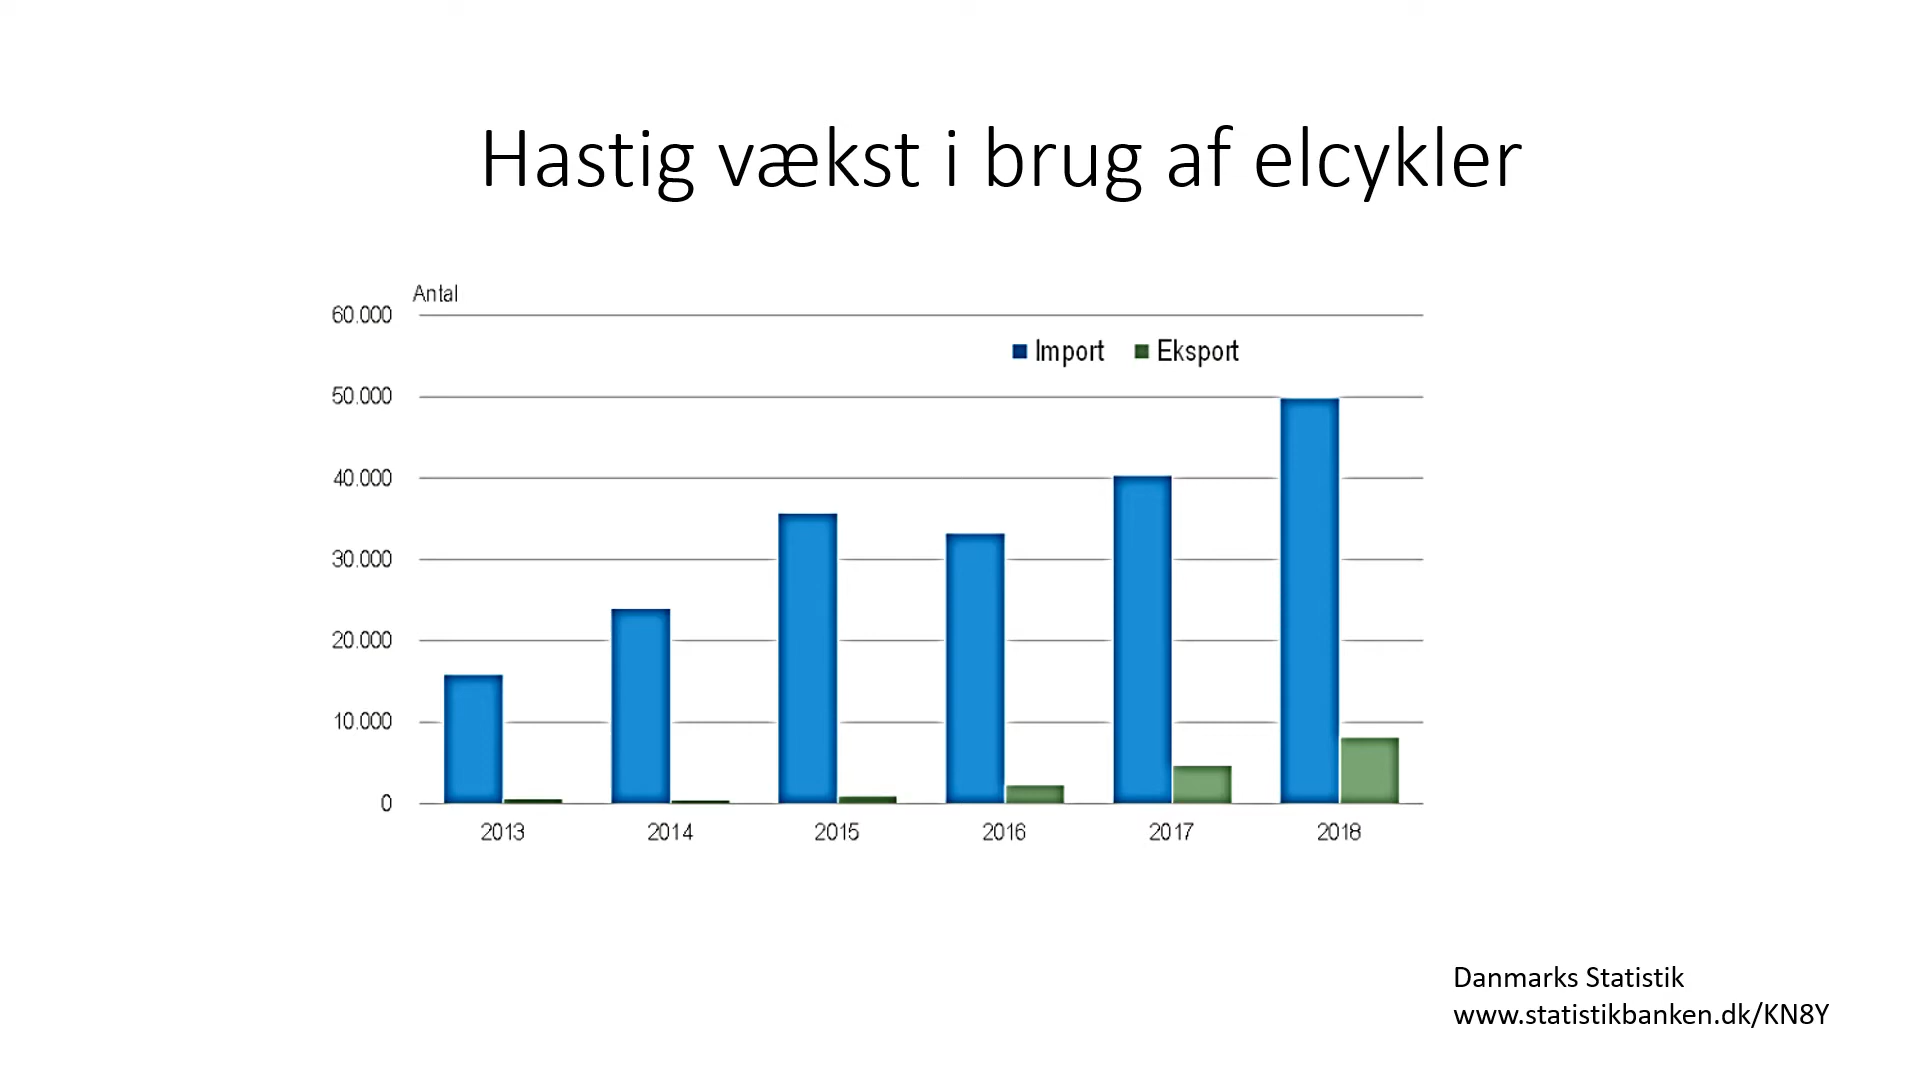 Hastig vækst i brug af elcykler
Antal
60.000
Import Eksport
50.000
40.000
30.000
20.000
10.000
0
2013 2014 2015 2016 2017 2018
Danmarks Statistik
www.statistikbanken.dk/KN8Y